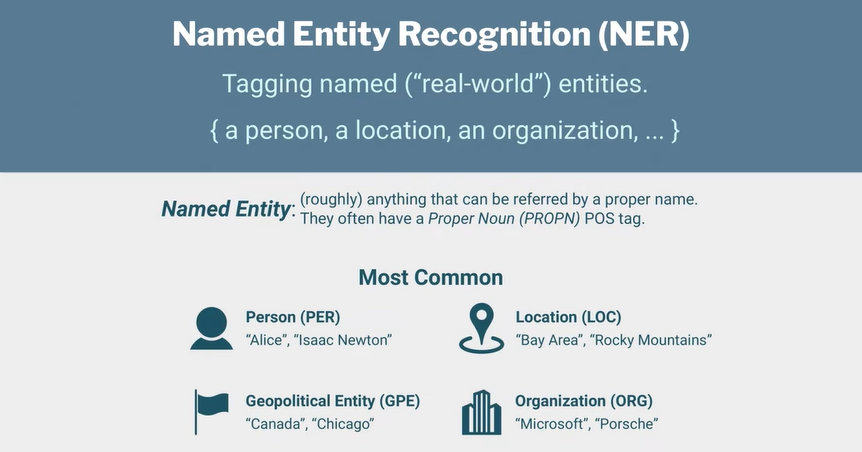 Named Entity Recognition (NER)
Tagging named (“real-world”) entities.
{ a person, a location, an organization, ... }
Named Entity: (roughly) anything that can be referred by a proper name.
They often have a Proper Noun (PROPN) POS tag.
Most Common
Person (PER)
“Alice”, “Isaac Newton”
Location (LOC)
“Bay Area”, “Rocky Mountains”
Geopolitical Entity (GPE)
“Canada”, “Chicago”
Organization (ORG)
“Microsoft”, “Porsche”